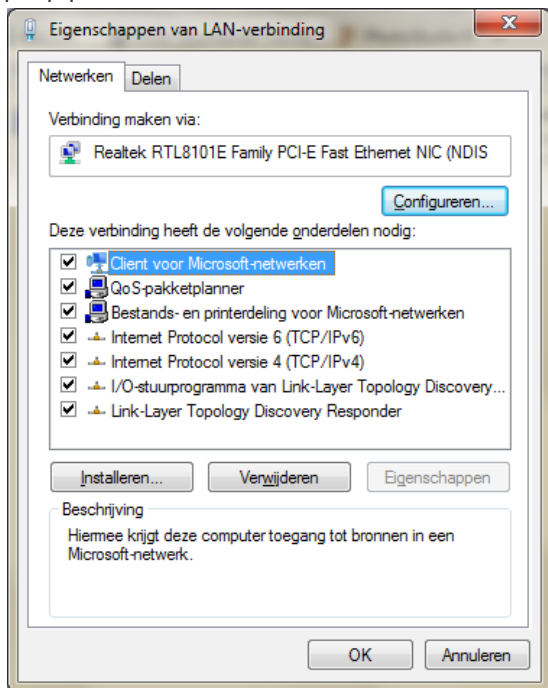 Eigenschappen van LAN-verbinding
Netwerken Delen
Verbinding maken via:
Realtek RTL8101E Family PCI-E Fast Ethernet NIC (NDIS
Configureren...
Deze verbinding heeft de volgende onderdelen nodig:
Client voor Microsoft-netwerken
QoS-pakketplanner
Bestands- en printerdeling voor Microsoft-netwerken
Internet Protocol versie 6 (TCP/IPv6)
Internet Protocol versie 4 (TCP/IPv4)
I/O-stuurprogramma van Link-Layer Topology Discovery...
Link-Layer Topology Discovery Responder
Installeren... Verwijderen Eigenschappen
Beschrijving
Hiermee krijgt deze computer toegang tot bronnen in een
Microsoft-netwerk.
OK Annuleren